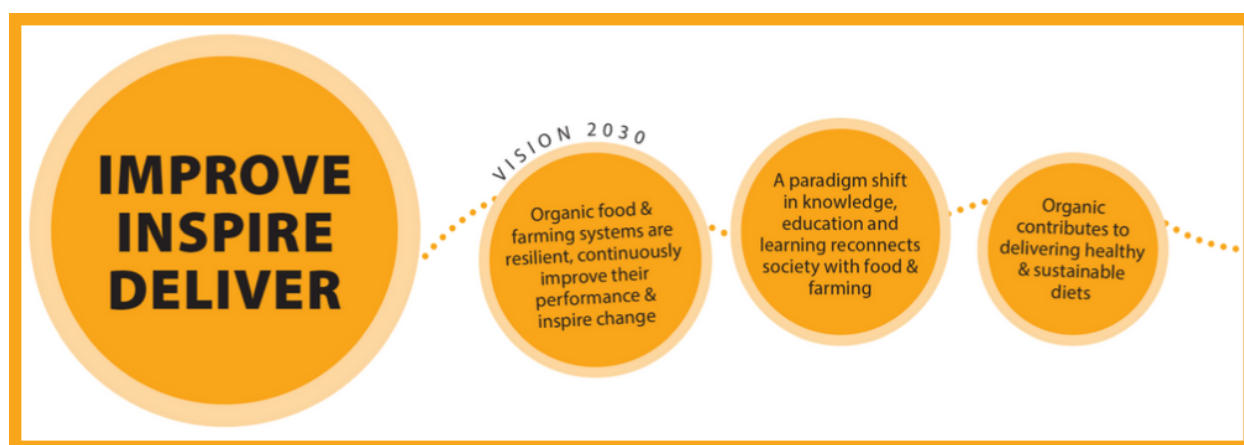 IMPROVE
INSPIRE
DELIVER
VISION 2030
Organic food &
farming systems are
resilient, continuously
improve their
performance &
inspire change
A paradigm shift
in knowledge,
education and
learning reconnects
society with food &
farming
Organic
contributes to
delivering healthy
& sustainable
diets